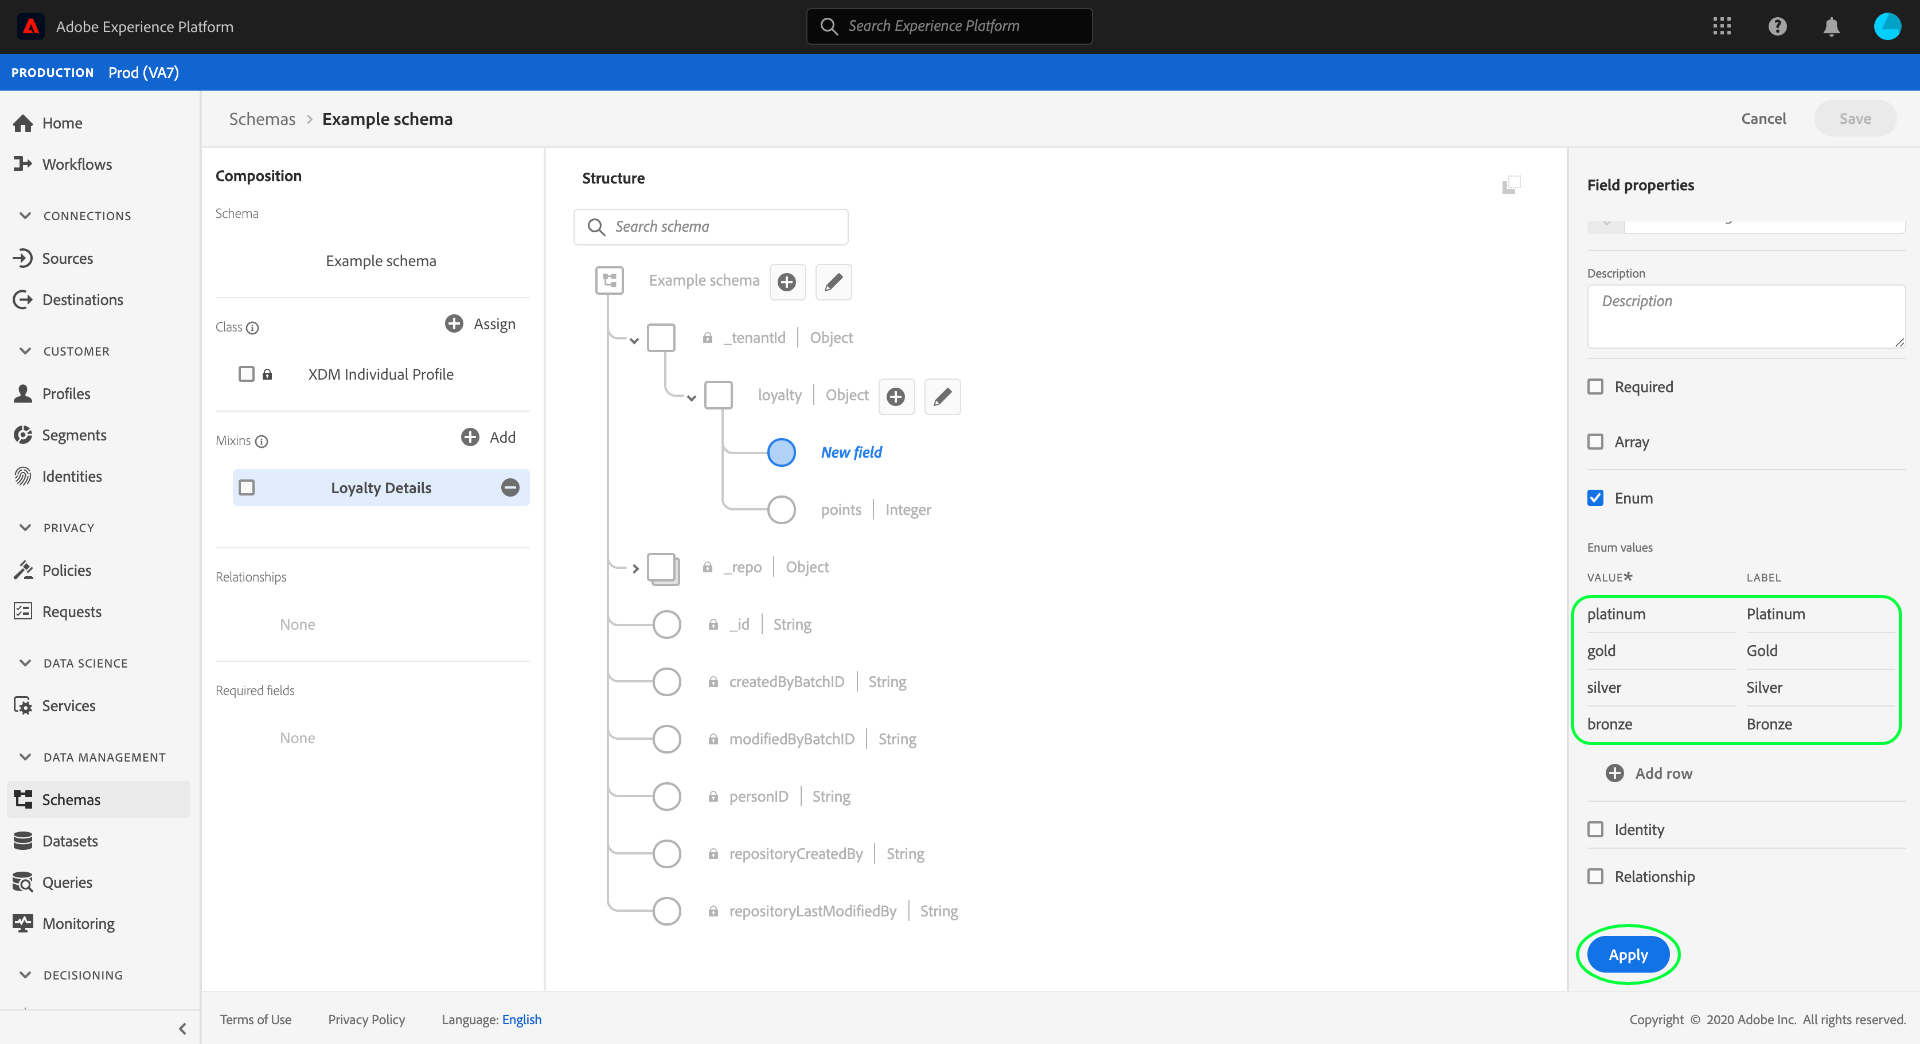 Adobe Experience Platform
Search Experience Platform
PRODUCTION Prod (VA7)
Home
Workflows
CONNECTIONS
Sources
Destinations
CUSTOMER
Profiles
Segments
Identities
PRIVACY
Policies
Requests
DATA SCIENCE
Services
DATA MANAGEMENT
Schemas
Datasets
Queries
Monitoring
DECISIONING
Schemas > Example schema
Cancel
Save
Composition
Schema
Example schema
Class
Assign
XDM Individual Profile
Mixins
Add
Loyalty Details
Relationships
None
Required fields
None
Structure
Search schema
Example schema
_tenantId | Object
loyalty | Object
New field
points | Integer
_repo | Object
_id | String
createdByBatchID | String
modifiedByBatchID | String
personID | String
repositoryCreatedBy | String
repositoryLastModifiedBy | String
Field properties
Description
Description
Required
Array
Enum
Enum values
VALUE* LABEL
platinum Platinum
gold Gold
silver Silver
bronze Bronze
Add row
Identity
Relationship
Apply
Terms of Use Privacy Policy Language: English
Copyright © 2020 Adobe Inc. All rights reserved.